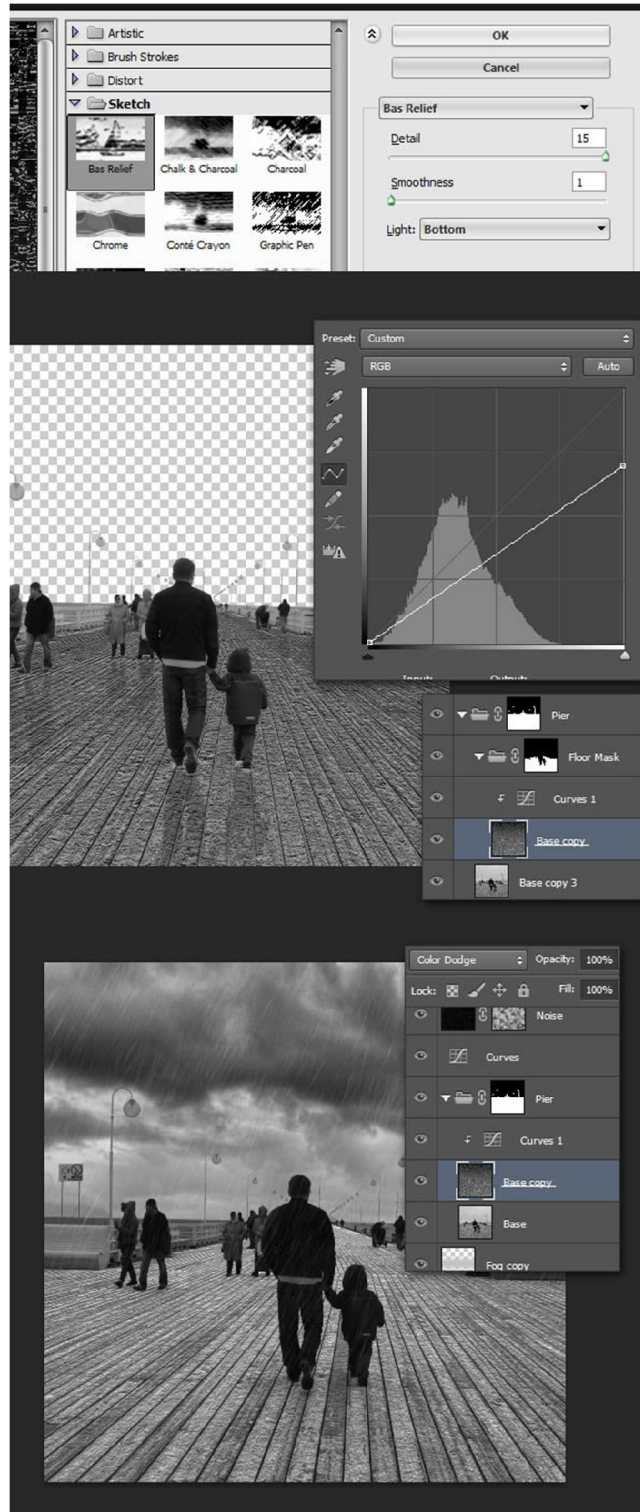 Artistic
Brush Strokes
Distort
Sketch
Bas Relief
Chalk & Charcoal
Charcoal
Chrome
Conté Crayon
Graphic Pen
OK
Cancel
Bas Relief
Detail 15
Smoothness 1
Light: Bottom
Preset: Custom
RGB Auto
Pier
Floor Mask
Curves 1
Base copy
Base copy 3
Color Dodge Opacity: 100%
Lock: Fill: 100%
Noise
Curves
Pier
Curves 1
Base copy
Base
Fog copy